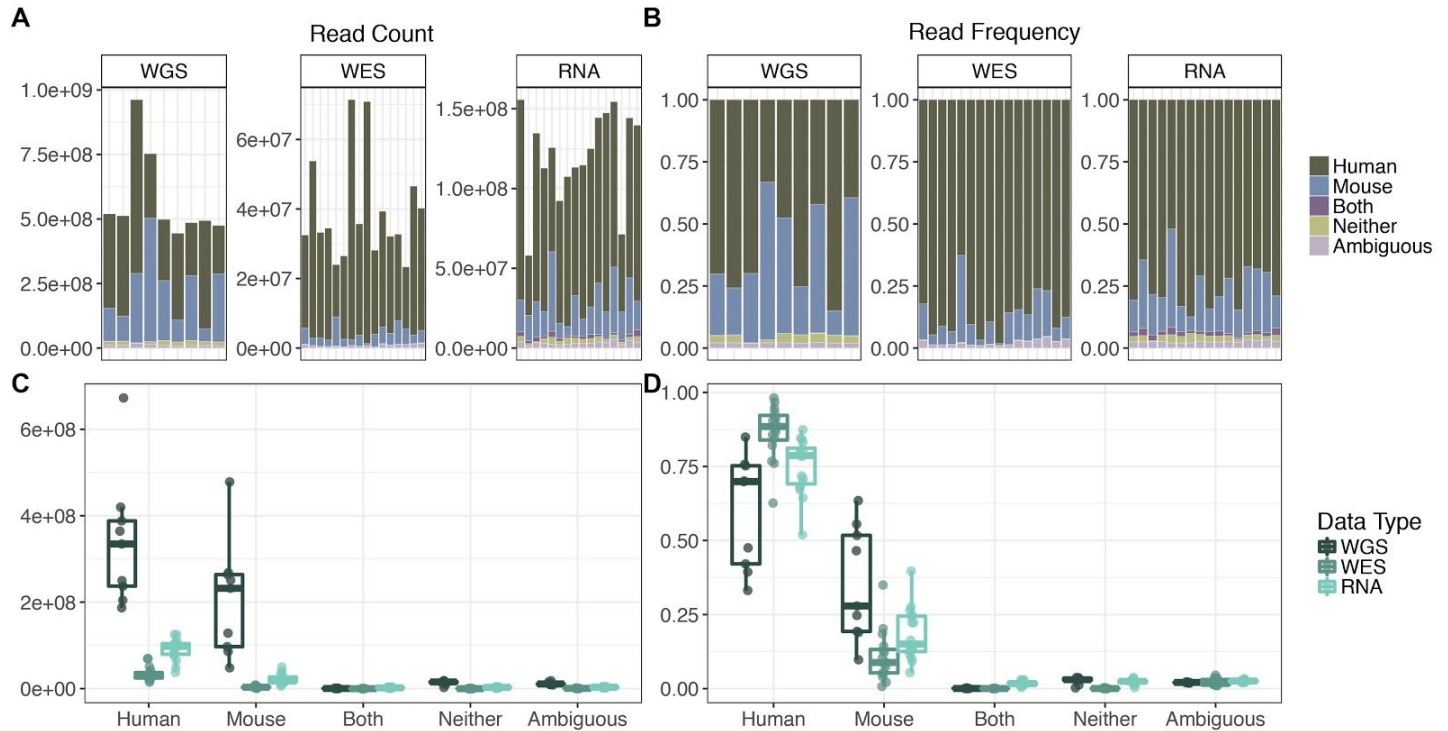 A
Read Count
WGS
WES
RNA
1.0e+09
7.5e+08
5.0e+08
2.5e+08
0.0e+00
6e+07
4e+07
2e+07
0e+00
1.5e+08
1.0e+08
5.0e+07
0.0e+00
B
Read Frequency
WGS
WES
RNA
1.00
0.75
0.50
0.25
0.00
1.00
0.75
0.50
0.25
0.00
1.00
0.75
0.50
0.25
0.00
Human
Mouse
Both
Neither
Ambiguous
C
6e+08
4e+08
2e+08
0e+00
Human Mouse Both Neither Ambiguous
D
1.00
0.75
0.50
0.25
0.00
Human Mouse Both Neither Ambiguous
Data Type
WGS
WES
RNA